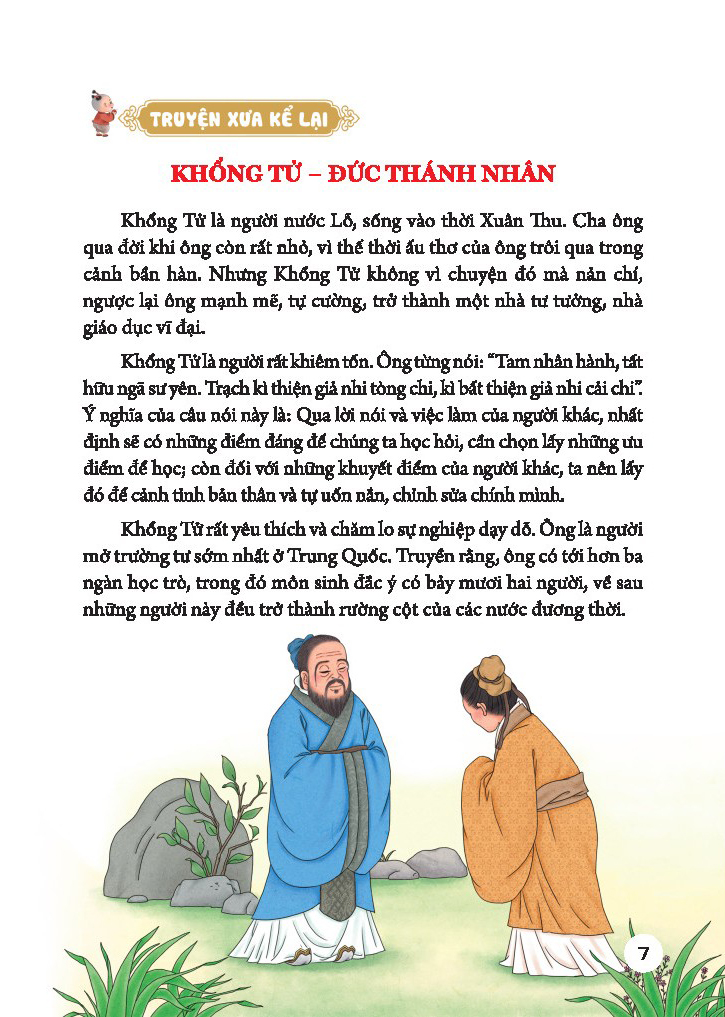 TRUYỆN XƯA KỂ LẠI
KHỔNG TỬ – ĐỨC THÁNH NHÂN
Khổng Tử là người nước Lỗ, sống vào thời Xuân Thu. Cha ông
qua đời khi ông còn rất nhỏ, vì thế thời ấu thơ của ông trôi qua trong
cảnh bần hàn. Nhưng Khổng Tử không vì chuyện đó mà nản chí,
ngược lại ông mạnh mẽ, tự cường, trở thành một nhà tư tưởng, nhà
giáo dục vĩ đại.
Khổng Tử là người rất khiêm tốn. Ông từng nói: “Tam nhân hành, tất
hữu ngã sư yên. Trạch kì thiện giả nhi tòng chi, kì bất thiện giả nhi cải chi”.
Ý nghĩa của câu nói này là: Qua lời nói và việc làm của người khác, nhất
định sẽ có những điểm đáng để chúng ta học hỏi, cần chọn lấy những ưu
điểm để học; còn đối với những khuyết điểm của người khác, ta nên lấy
đó để cảnh tỉnh bản thân và tự uốn nắn, chỉnh sửa chính mình.
Khổng Tử rất yêu thích và chăm lo sự nghiệp dạy dỗ. Ông là người
mở trường tư sớm nhất ở Trung Quốc. Truyền rằng, ông có tới hơn ba
ngàn học trò, trong đó môn sinh đắc ý có bảy mươi hai người, về sau
những người này đều trở thành rường cột của các nước đương thời.
7